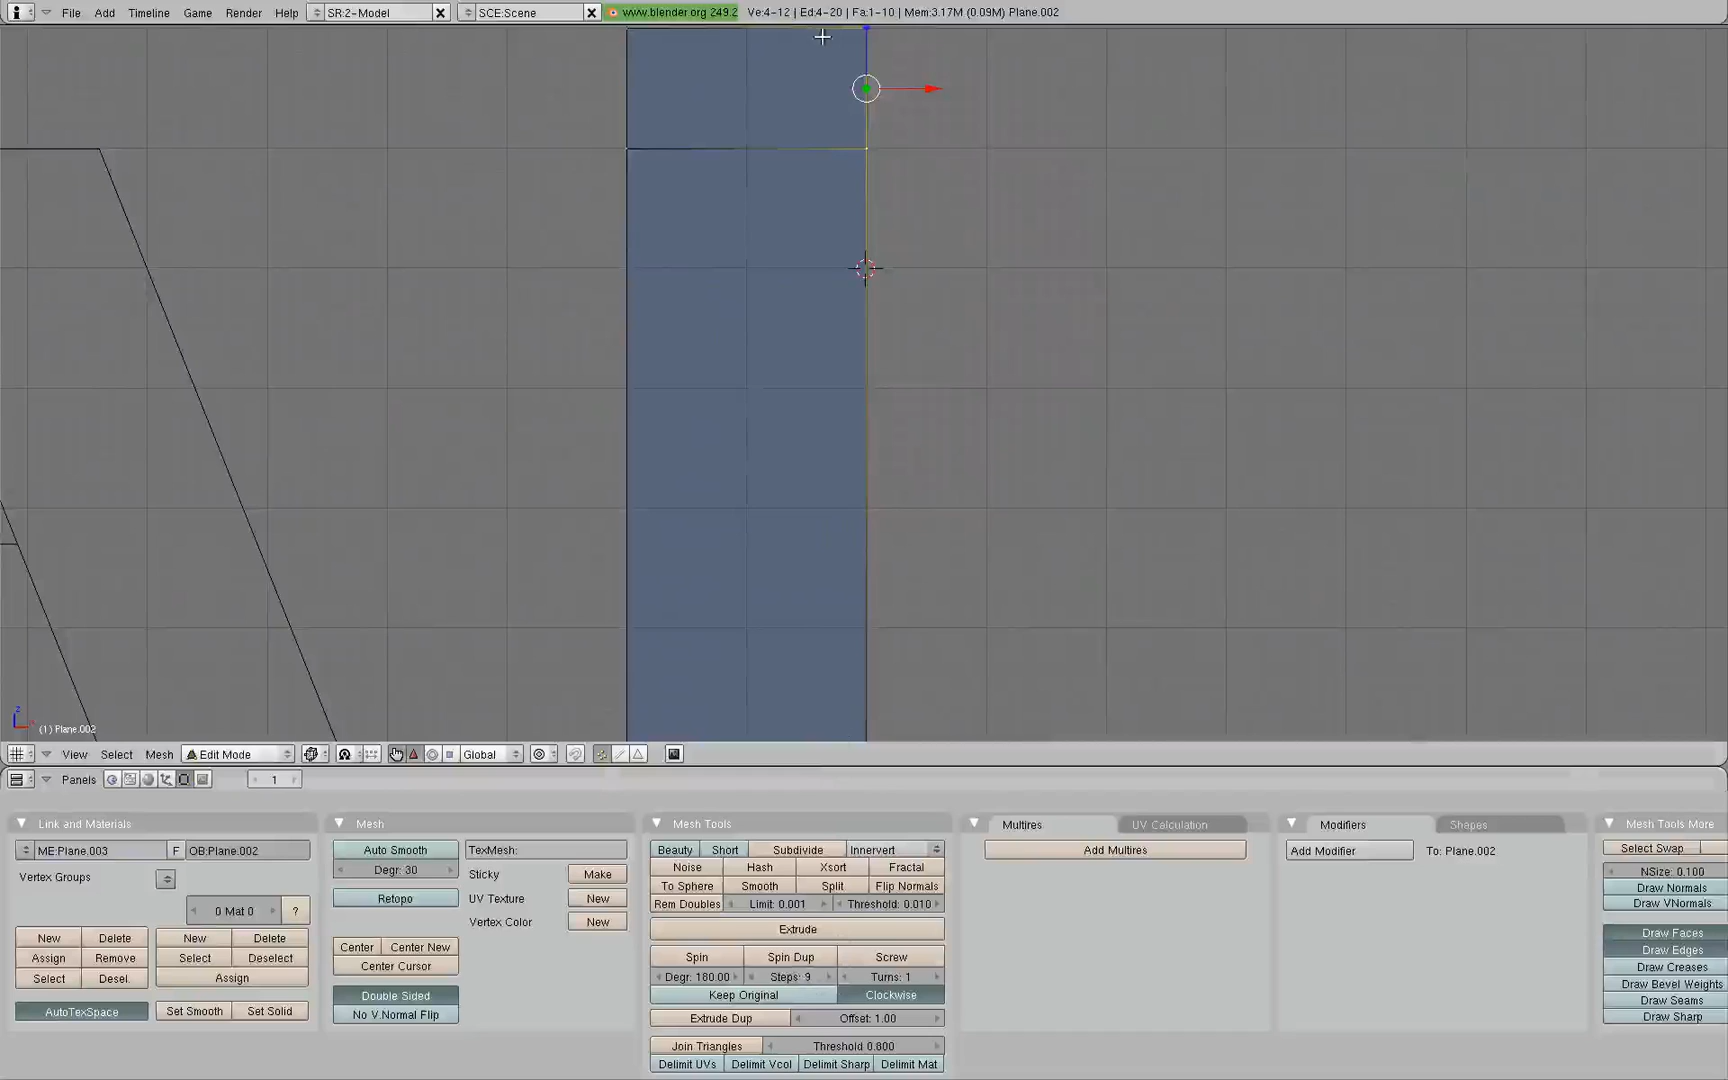 File Add Timeline Game Render Help SR:2-Model SCE:Scene www.blender.org 249.2 Ve:4-12 | Ed:4-20 | Fa:1-10 | Mem:3.17M (0.09M) Plane.002
z
(1) Plane.002
View Select Mesh Edit Mode Global
Panels 1
Link and Materials
ME:Plane.003 F OB:Plane.002
Vertex Groups
0 Mat 0 ?
New Delete New Delete
Assign Remove Select Deselect
Select Desel. Assign
AutoTexSpace Set Smooth Set Solid
Mesh
Auto Smooth TexMesh:
Degr: 30 Sticky Make
Retopo UV Texture New
Vertex Color New
Center Center New
Center Cursor
Double Sided
No V.Normal Flip
Mesh Tools
Beauty Short Subdivide Innervert
Noise Hash Xsort Fractal
To Sphere Smooth Split Flip Normals
Rem Doubles Limit: 0.001 Threshold: 0.010
Extrude
Spin Spin Dup Screw
Degr: 180.00 Steps: 9 Turns: 1
Keep Original Clockwise
Extrude Dup Offset: 1.00
Join Triangles Threshold 0.800
Delimit UVs Delimit Vcol Delimit Sharp Delimit Mat
Multires UV Calculation
Add Multires
Modifiers Shapes
Add Modifier To: Plane.002
Mesh Tools More
Select Swap
NSize: 0.100
Draw Normals
Draw VNormals
Draw Faces
Draw Edges
Draw Creases
Draw Bevel Weights
Draw Seams
Draw Sharp